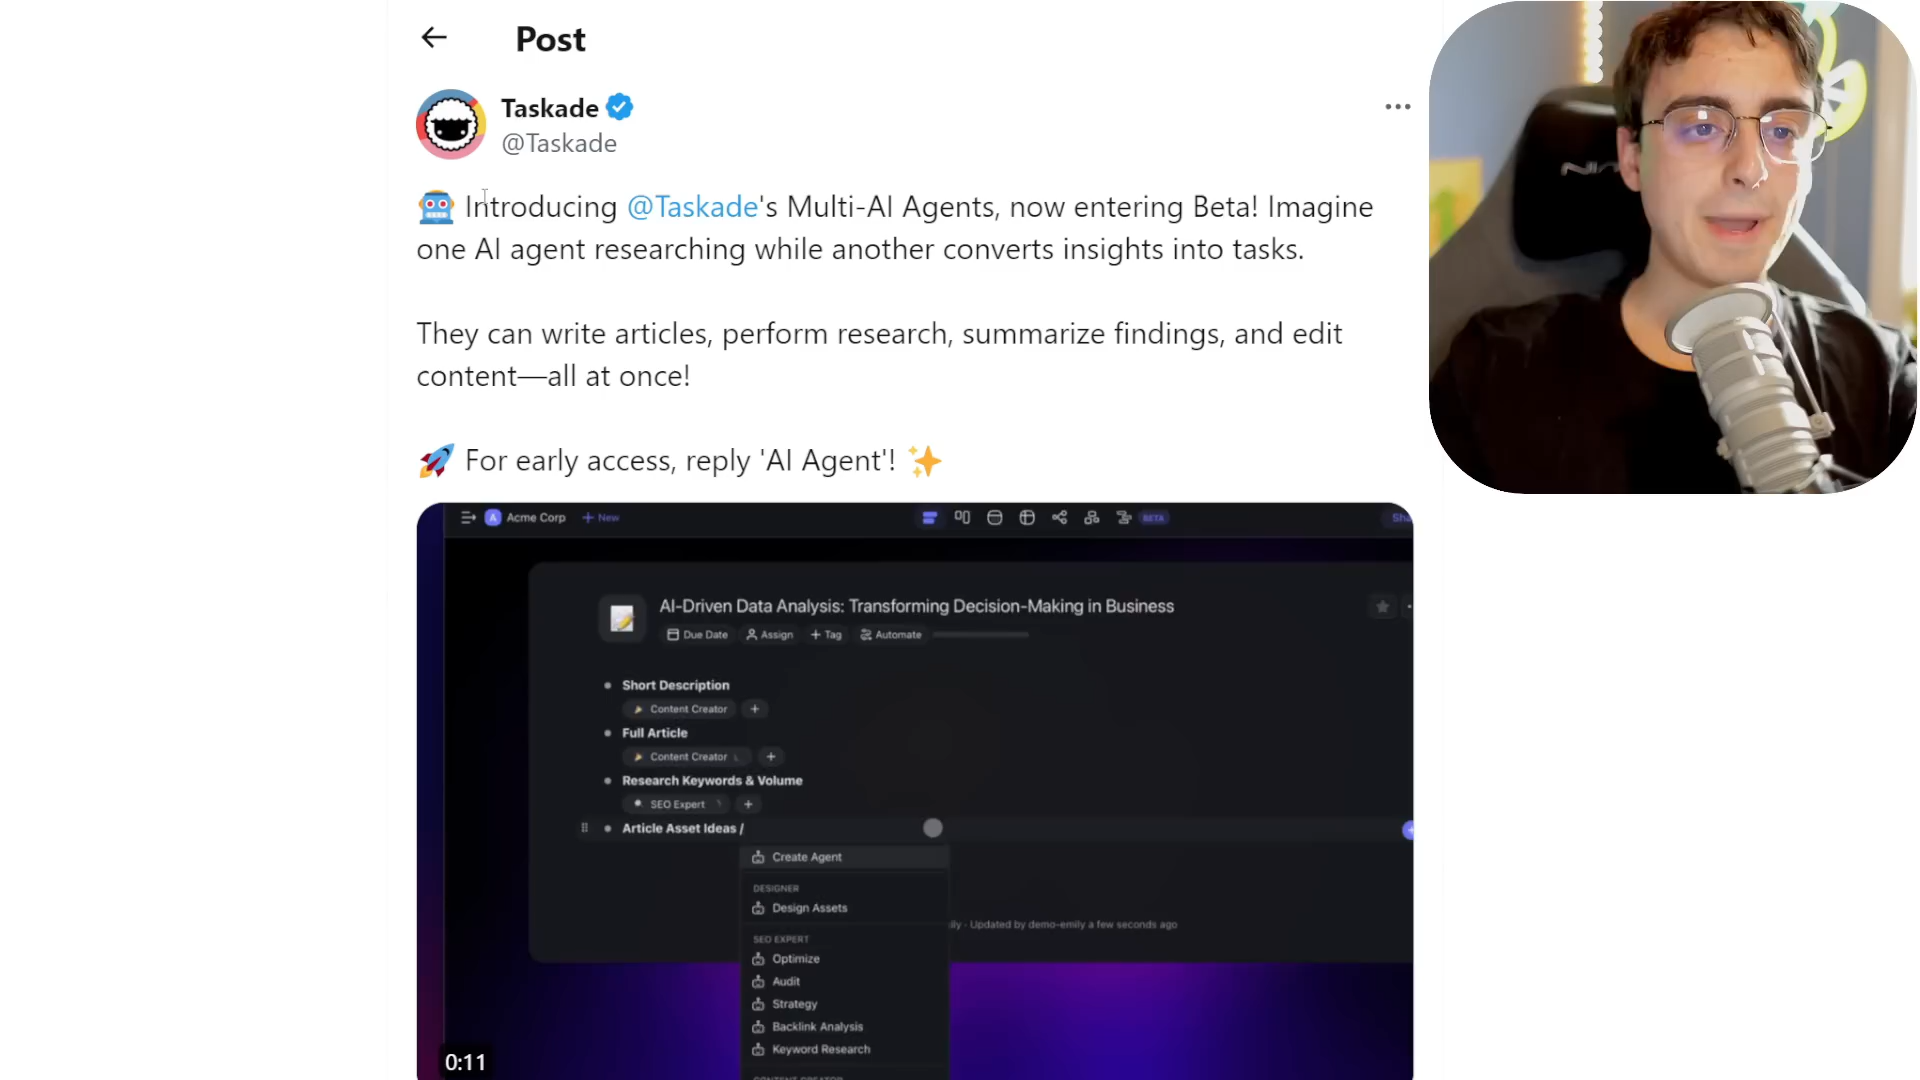 Post
Taskade
@Taskade
Introducing @Taskade's Multi-AI Agents, now entering Beta! Imagine
one AI agent researching while another converts insights into tasks.
They can write articles, perform research, summarize findings, and edit
content—all at once!
🚀 For early access, reply 'AI Agent'! ✨
Acme Corp + New BETA Sha
AI-Driven Data Analysis: Transforming Decision-Making in Business
Due Date Assign + Tag Automate
Short Description
Content Creator +
Full Article
Content Creator +
Research Keywords & Volume
SEO Expert +
Article Asset Ideas /
Create Agent
DESIGNER
Design Assets
ily - Updated by demo-emily a few seconds ago
SEO EXPERT
Optimize
Audit
Strategy
Backlink Analysis
Keyword Research
CONTENT CREATOR
0:11